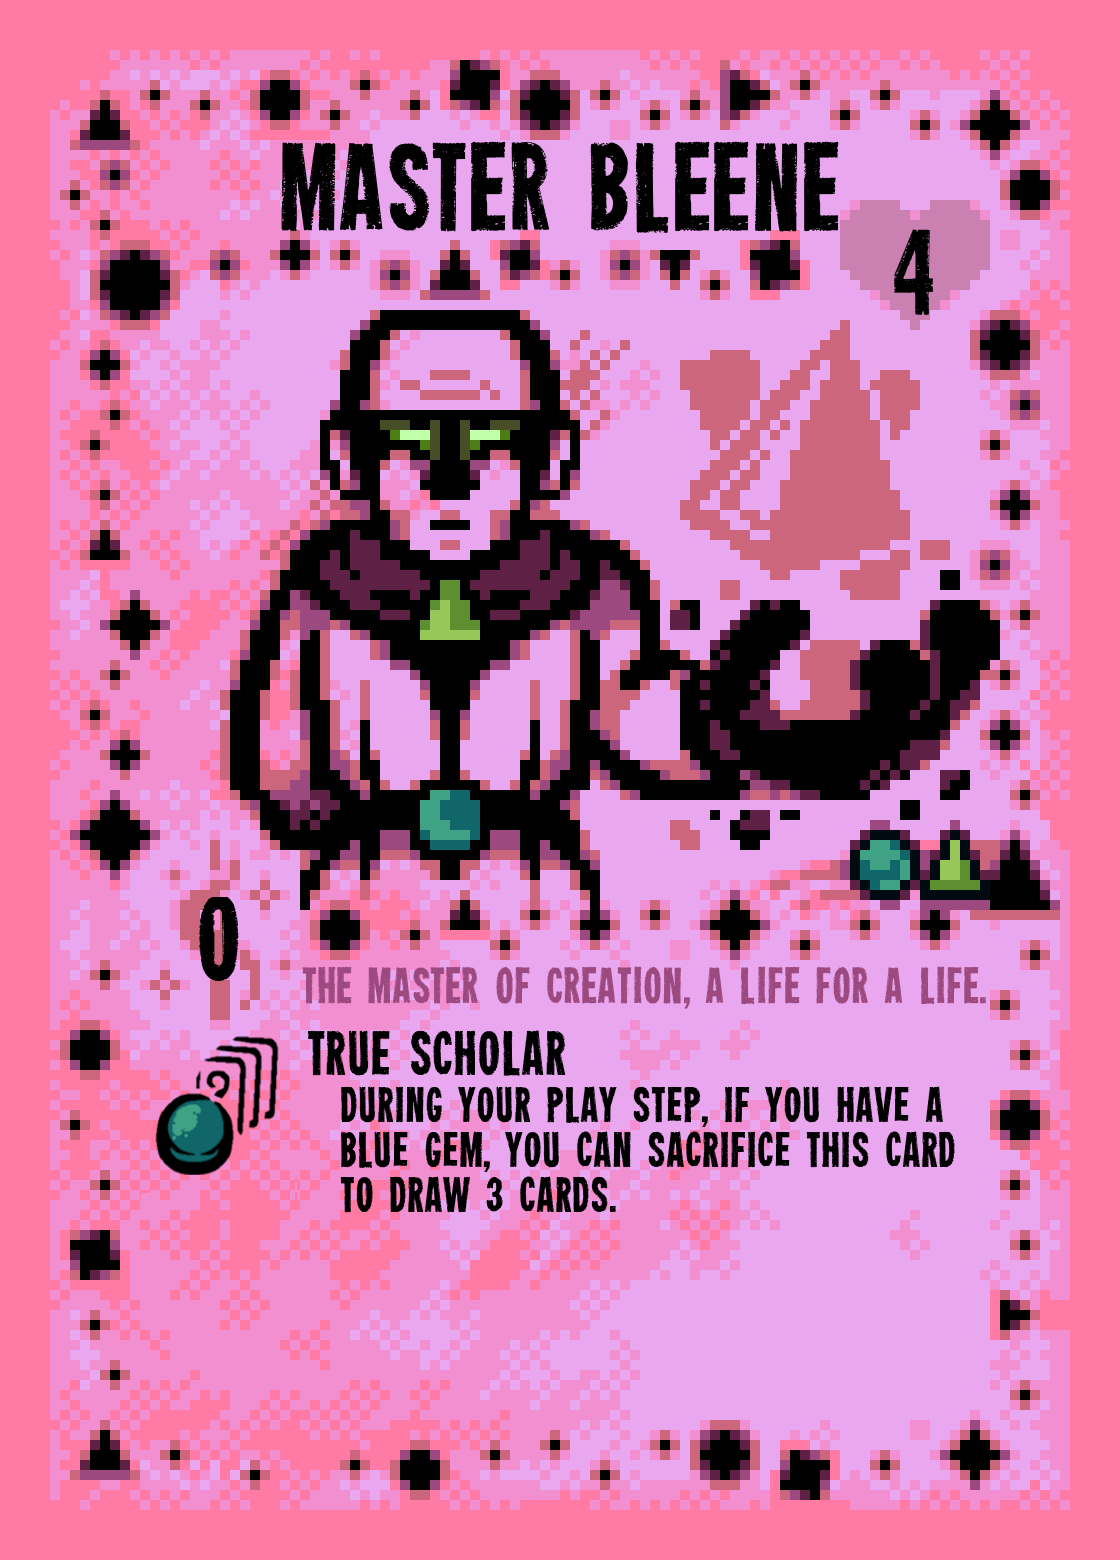 MASTER BLEENE
4
0
THE MASTER OF CREATION, A LIFE FOR A LIFE.
TRUE SCHOLAR
DURING YOUR PLAY STEP, IF YOU HAVE A
BLUE GEM, YOU CAN SACRIFICE THIS CARD
TO DRAW 3 CARDS.